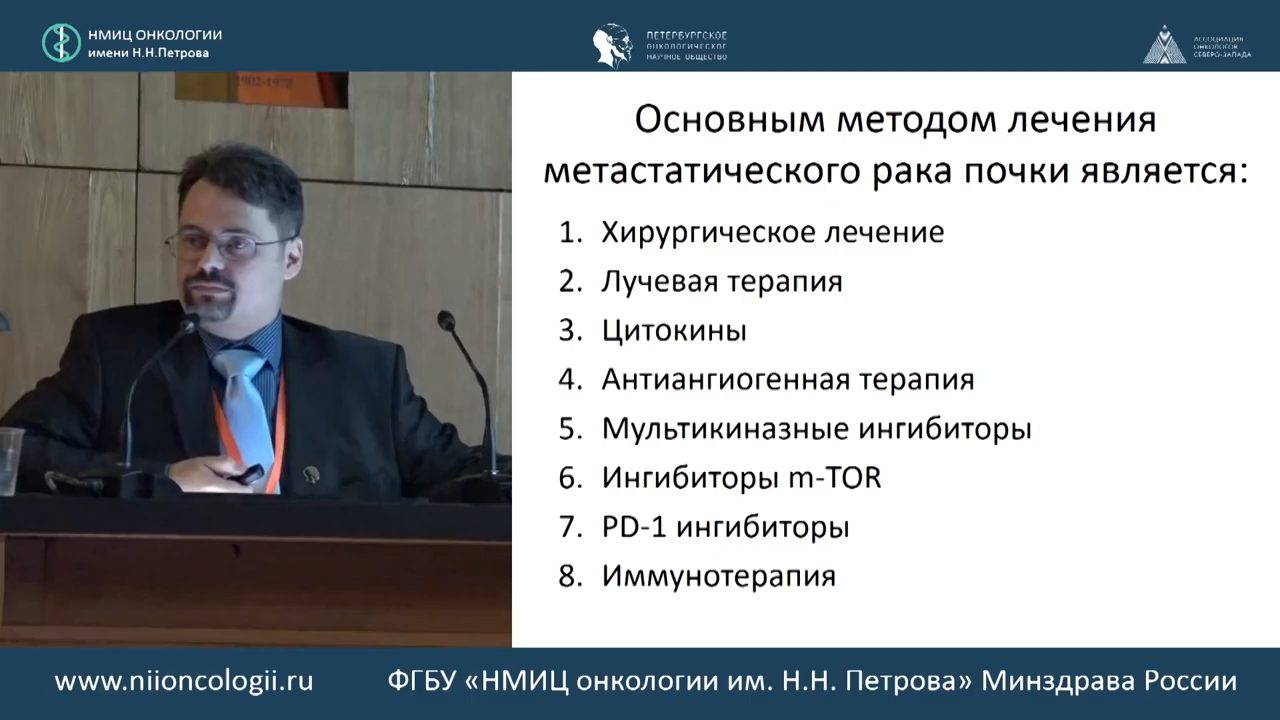 НМИЦ ОНКОЛОГИИ
имени Н.Н.Петрова
ПЕТЕРБУРГСКОЕ
ОНКОЛОГИЧЕСКОЕ
НАУЧНОЕ ОБЩЕСТВО
АССОЦИАЦИЯ
ОНКОЛОГОВ
СЕВЕРО-ЗАПАДА
1902-1978
Основным методом лечения
метастатического рака почки является:
1. Хирургическое лечение
2. Лучевая терапия
3. Цитокины
4. Антиангиогенная терапия
5. Мультикиназные ингибиторы
6. Ингибиторы m-TOR
7. PD-1 ингибиторы
8. Иммунотерапия
www.niioncologii.ru
ФГБУ «НМИЦ онкологии им. Н.Н. Петрова» Минздрава России